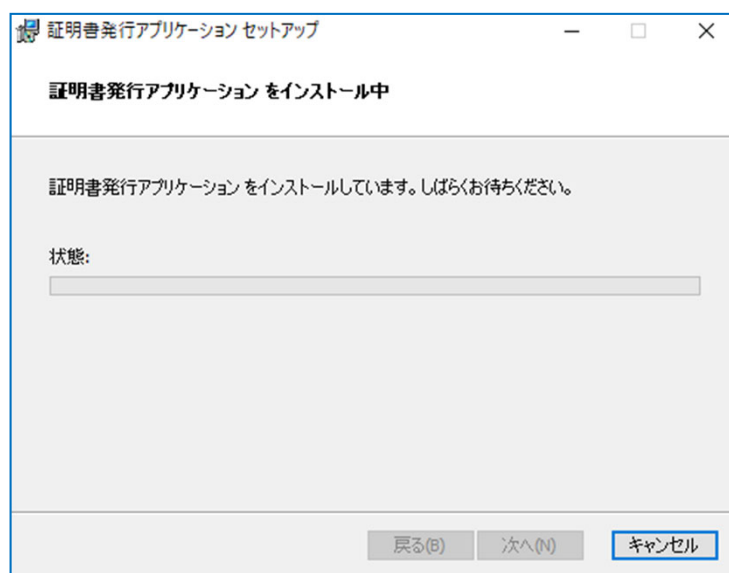 証明書発行アプリケーション セットアップ
証明書発行アプリケーション をインストール中
証明書発行アプリケーション をインストールしています。しばらくお待ちください。
状態:
戻る(B) 次へ(N) キャンセル